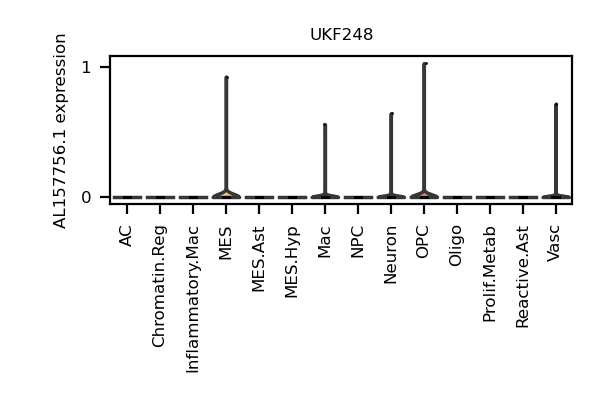 UKF248
AL157756.1 expression
1
0
AC
Chromatin.Reg
Inflammatory.Mac
MES
MES.Ast
MES.Hyp
Mac
NPC
Neuron
OPC
Oligo
Prolif.Metab
Reactive.Ast
Vasc